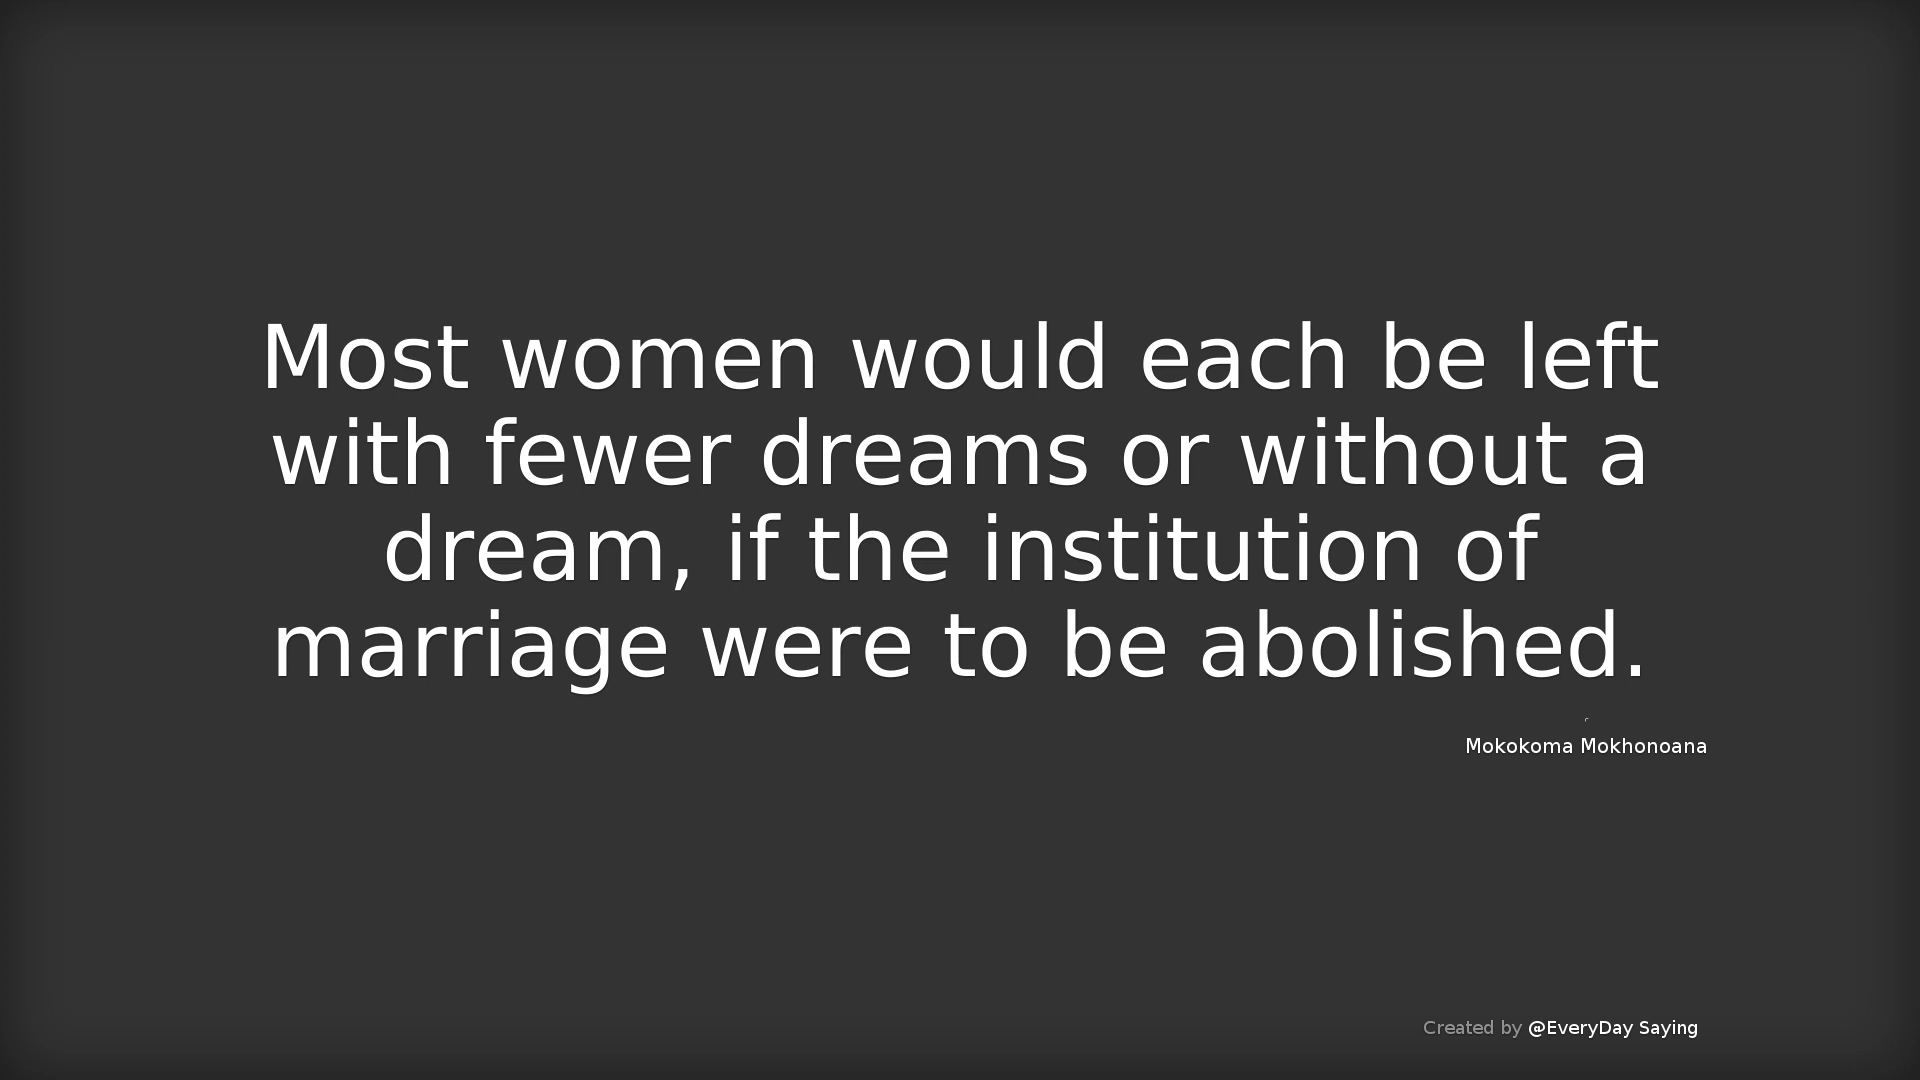 Most women would each be left
with fewer dreams or without a
dream, if the institution of
marriage were to be abolished.
Mokokoma Mokhonoana
Created by @EveryDay Saying